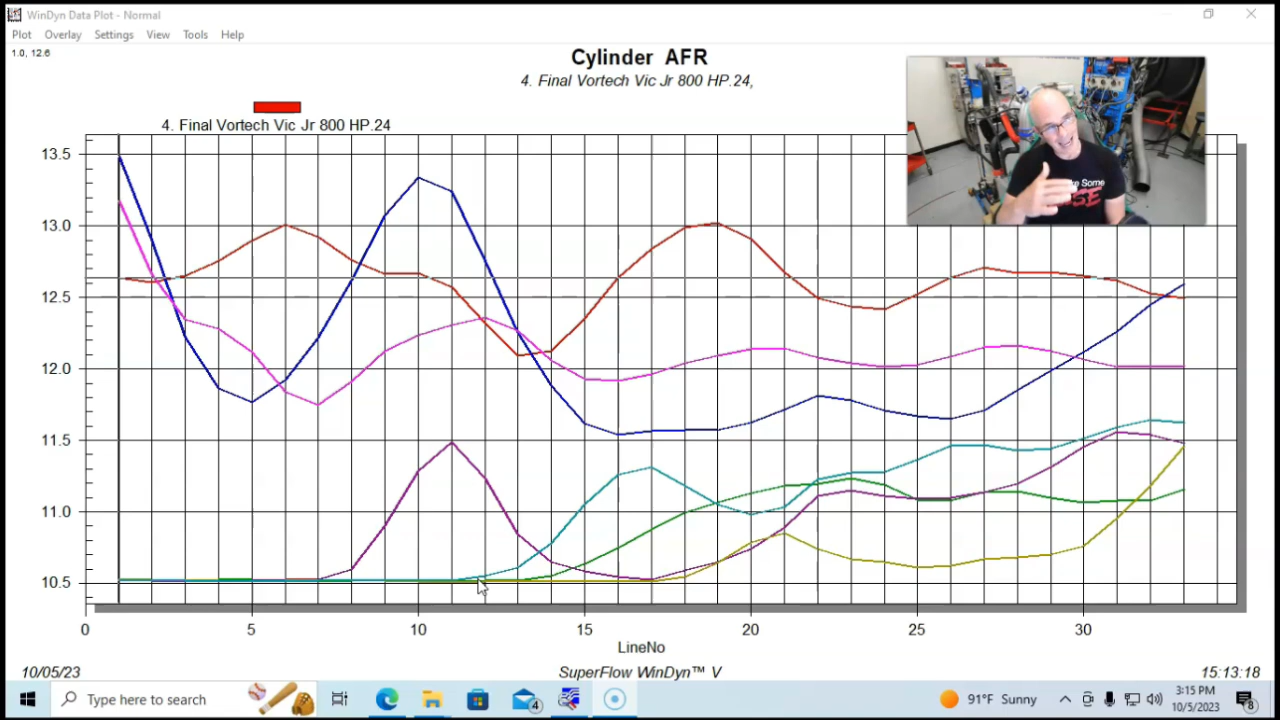 WinDyn Data Plot - Normal
Plot Overlay Settings View Tools Help
1.0, 12.6
Cylinder AFR
4. Final Vortech Vic Jr 800 HP.24,
4. Final Vortech Vic Jr 800 HP.24
13.5
13.0
12.5
12.0
11.5
11.0
10.5
0 5 10 15 20 25 30
LineNo
10/05/23 SuperFlow WinDyn™ V 15:13:18
Type here to search
4
91°F Sunny
3:15 PM
10/5/2023
8